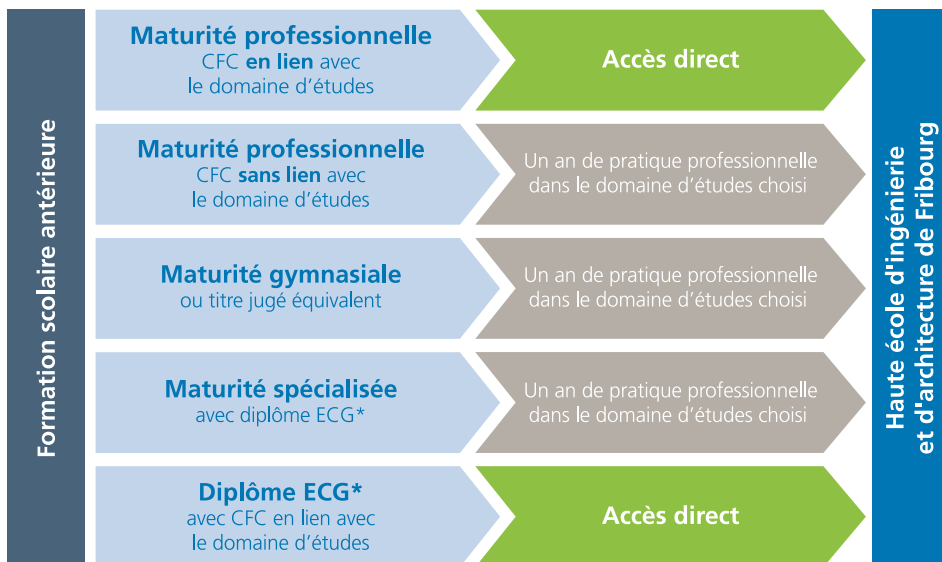 Formation scolaire antérieure
Maturité professionnelle
CFC en lien avec
le domaine d'études
Accès direct
Maturité professionnelle
CFC sans lien avec
le domaine d'études
Un an de pratique professionnelle
dans le domaine d'études choisi
Maturité gymnasiale
ou titre jugé équivalent
Un an de pratique professionnelle
dans le domaine d'études choisi
Maturité spécialisée
avec diplôme ECG*
Un an de pratique professionnelle
dans le domaine d'études choisi
Diplôme ECG*
avec CFC en lien avec
le domaine d'études
Accès direct
Haute école d'ingénierie
et d'architecture de Fribourg